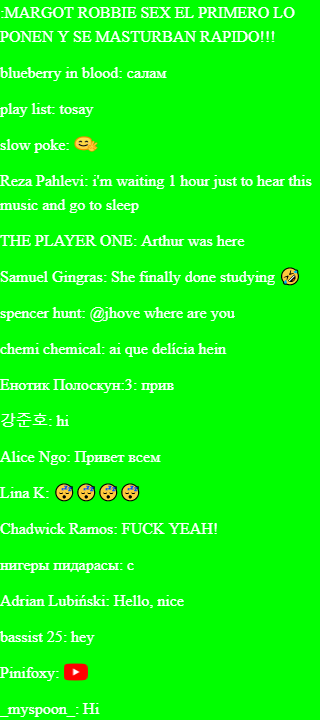 :MARGOT ROBBIE SEX EL PRIMERO LO
PONEN Y SE MASTURBAN RAPIDO!!!
blueberry in blood: салам
play list: tosay
slow poke: 🤗
Reza Pahlevi: i'm waiting 1 hour just to hear this
music and go to sleep
THE PLAYER ONE: Arthur was here
Samuel Gingras: She finally done studying 🤣
spencer hunt: @jhove where are you
chemi chemical: ai que delícia hein
Енотик Полоскун:3: прив
강준호: hi
Alice Ngo: Привет всем
Lina K: 😴😴😴😴
Chadwick Ramos: FUCK YEAH!
нигеры пидарасы: с
Adrian Lubiński: Hello, nice
bassist 25: hey
Pinifoxy:
_myspoon_: Hi